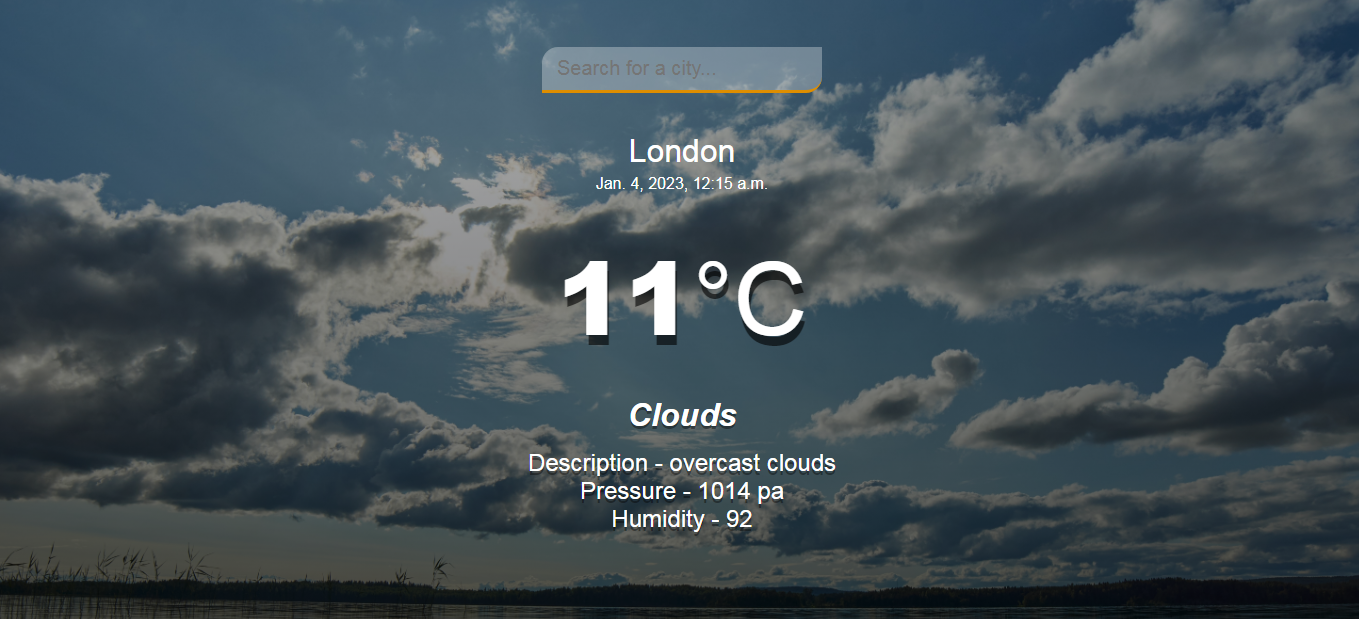 Search for a city...
London
Jan. 4, 2023, 12:15 a.m.
11°C
Clouds
Description - overcast clouds
Pressure - 1014 pa
Humidity - 92